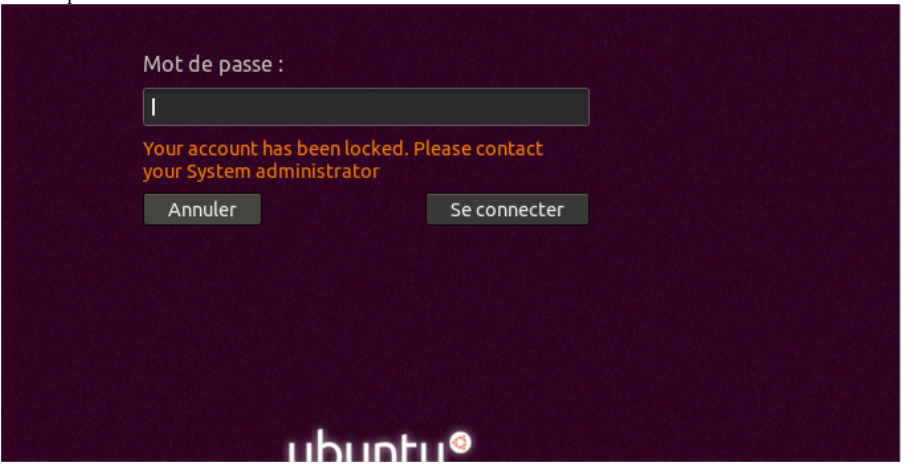 Mot de passe :
Your account has been locked. Please contact
your System administrator
Annuler Se connecter
ubuntu